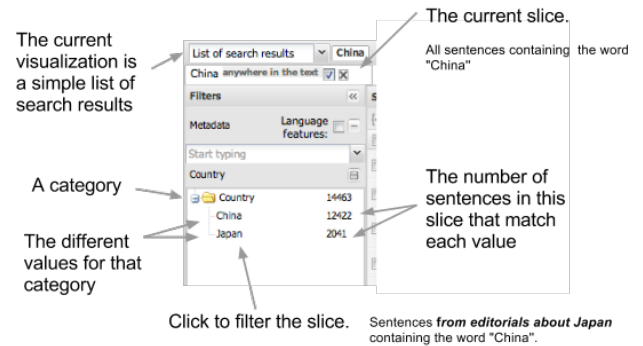 The current slice.
The current
visualization is
a simple list of
search results
List of search results
China
All sentences containing the word
"China"
China anywhere in the text
Filters
Metadata
Language
features:
Start typing
Country
A category
Country 14463
China 12422
Japan 2041
The different
values for that
category
The number of
sentences in this
slice that match
each value
Click to filter the slice.
Sentences from editorials about Japan
containing the word "China".